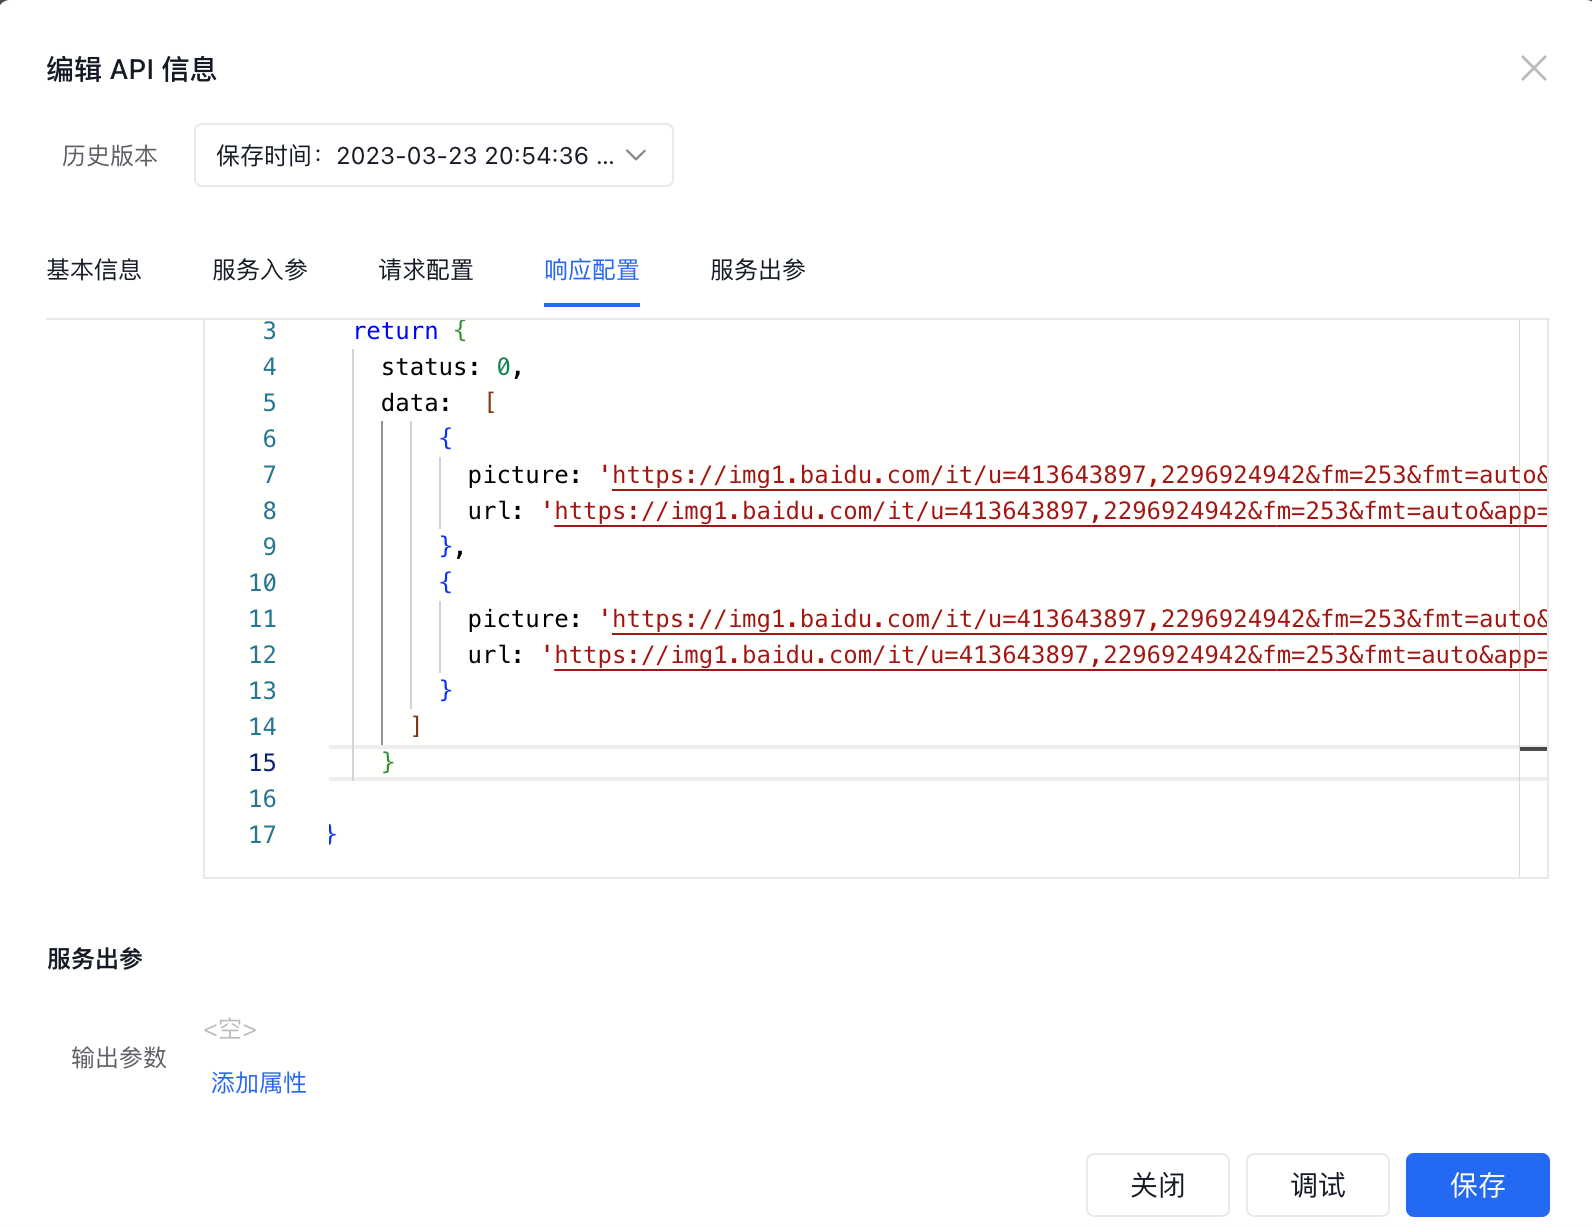 编辑 API 信息
历史版本 保存时间：2023-03-23 20:54:36 ...
基本信息 服务入参 请求配置 响应配置 服务出参
3 return {
4 status: 0,
5 data: [
6 {
7 picture: 'https://img1.baidu.com/it/u=413643897,2296924942&fm=253&fmt=auto&
8 url: 'https://img1.baidu.com/it/u=413643897,2296924942&fm=253&fmt=auto&app=
9 },
10 {
11 picture: 'https://img1.baidu.com/it/u=413643897,2296924942&fm=253&fmt=auto&
12 url: 'https://img1.baidu.com/it/u=413643897,2296924942&fm=253&fmt=auto&app=
13 }
14 ]
15 }
16
17 }
服务出参
<空>
输出参数
添加属性
关闭 调试 保存